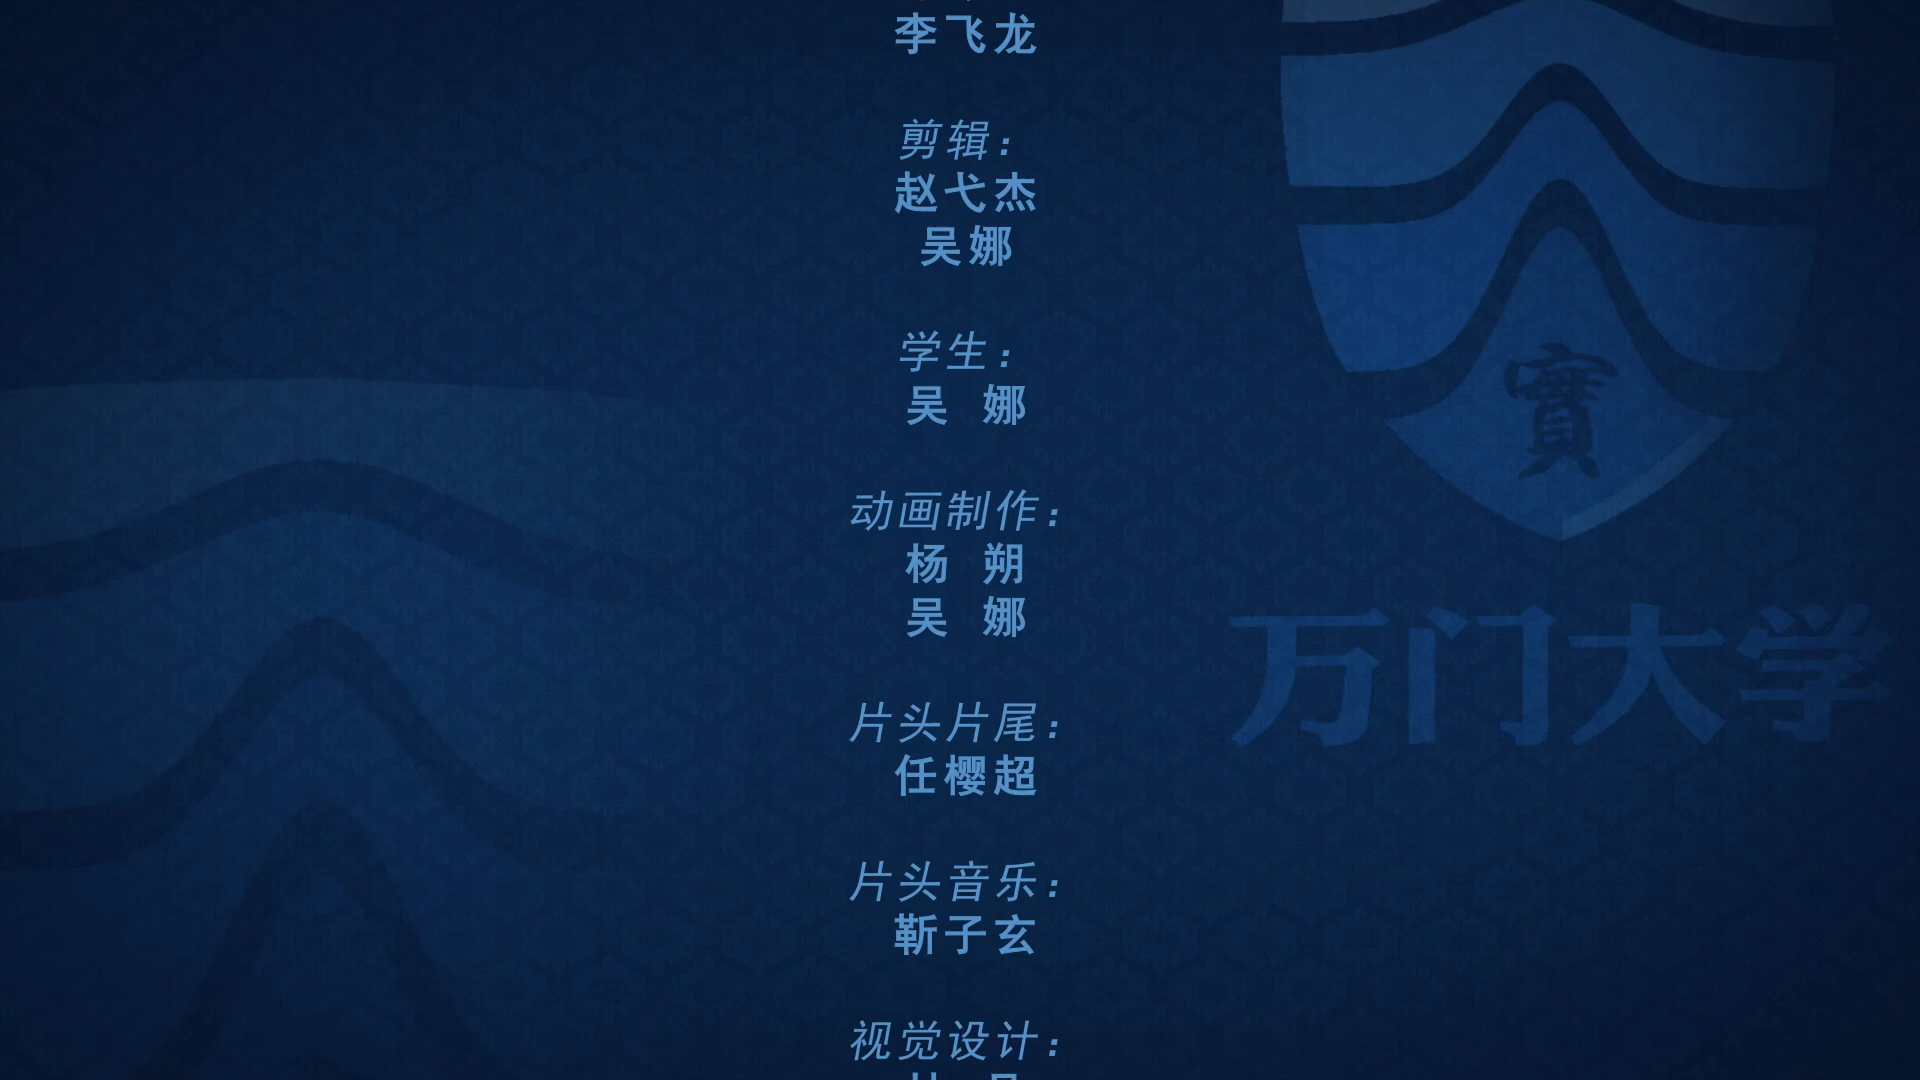 李飞龙
剪辑：
赵弋杰
吴娜
学生：
吴 娜
动画制作：
杨 朔
吴 娜
片头片尾：
任樱超
片头音乐：
靳子玄
视觉设计：
實
万门大学